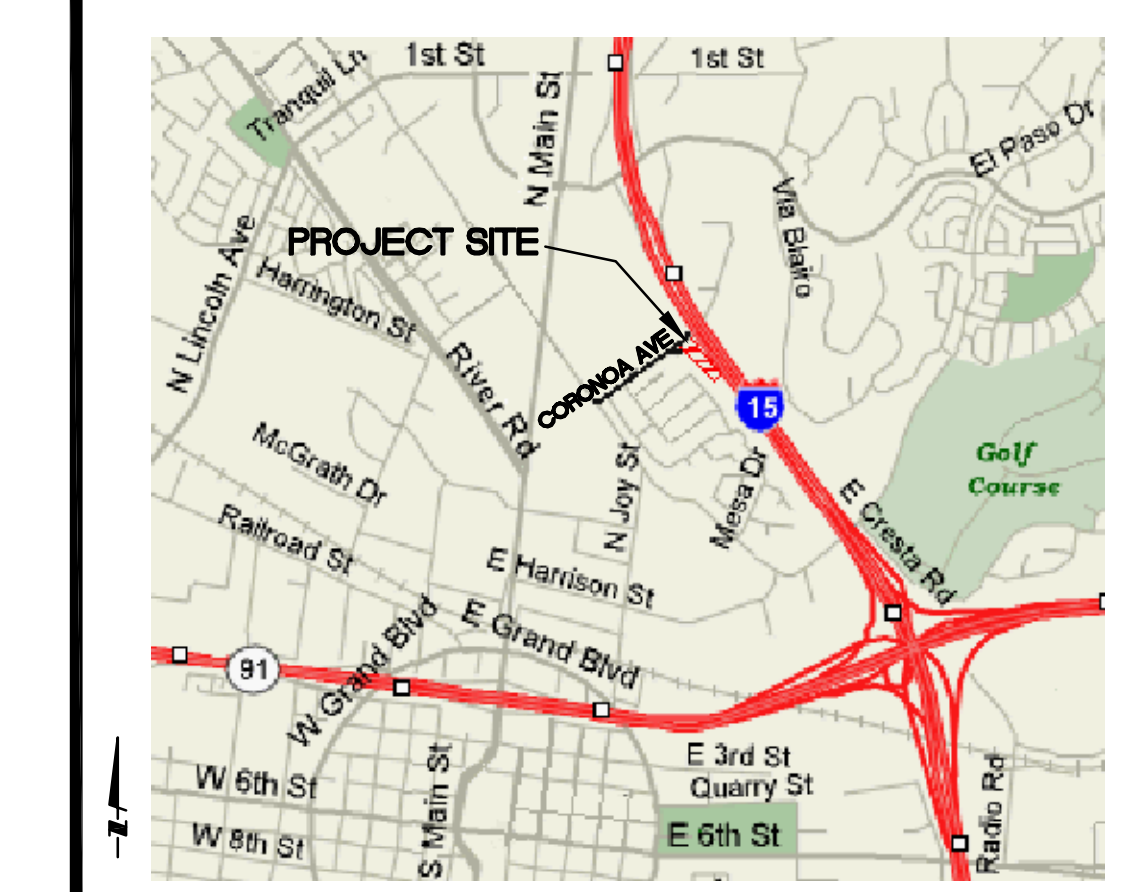 1st St
1st St
Tranquil Ln
N Main St
El Paso Dr
Via Blairo
N Lincoln Ave
PROJECT SITE
Harrington St
CORONOA AVE
River Rd
15
McGrath Dr
Golf
Course
N Joy St
Mesa Dr
E Cresta Rd
Railroad St
E Harrison St
E Grand Blvd
W Grand Blvd
91
E 3rd St
Quarry St
W 6th St
S Main St
Radio Rd
E 6th St
W 8th St